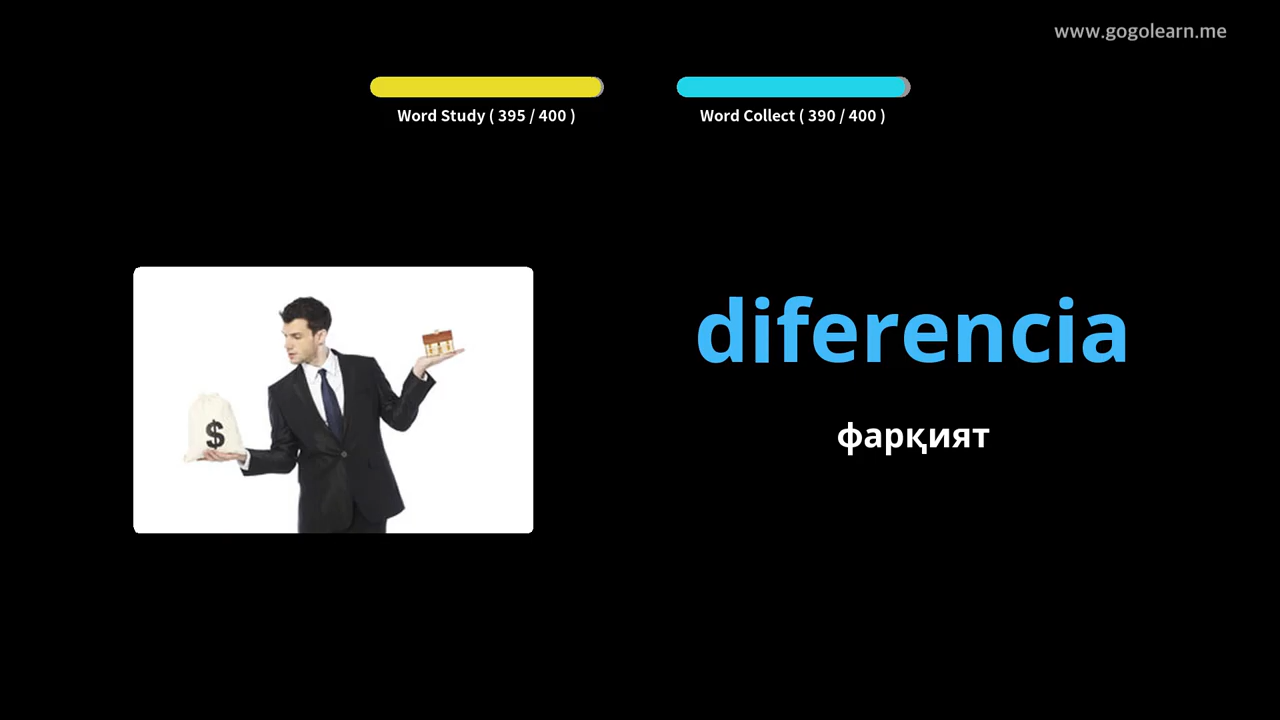 www.gogolearn.me
Word Study ( 395 / 400 )
Word Collect ( 390 / 400 )
diferencia
фарқият
$